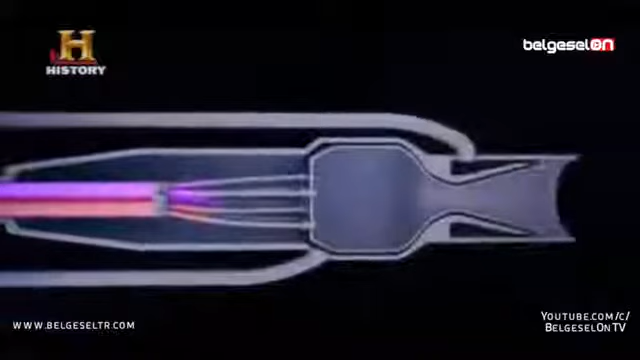 H
HISTORY
belgeselON
WWW.BELGESELTR.COM
YOUTUBE.COM/C/
BELGESELONTV